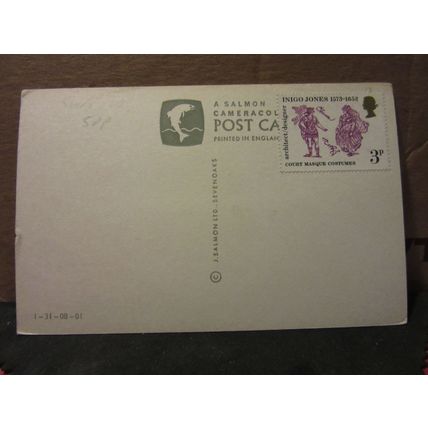 A SALMON
CAMERACOL
POST CA
PRINTED IN ENGLAN
architect/designer
INIGO JONES 1573-1652
COURT MASQUE COSTUMES
3P
© J. SALMON LTD., SEVENOAKS
1-31-08-01
50P